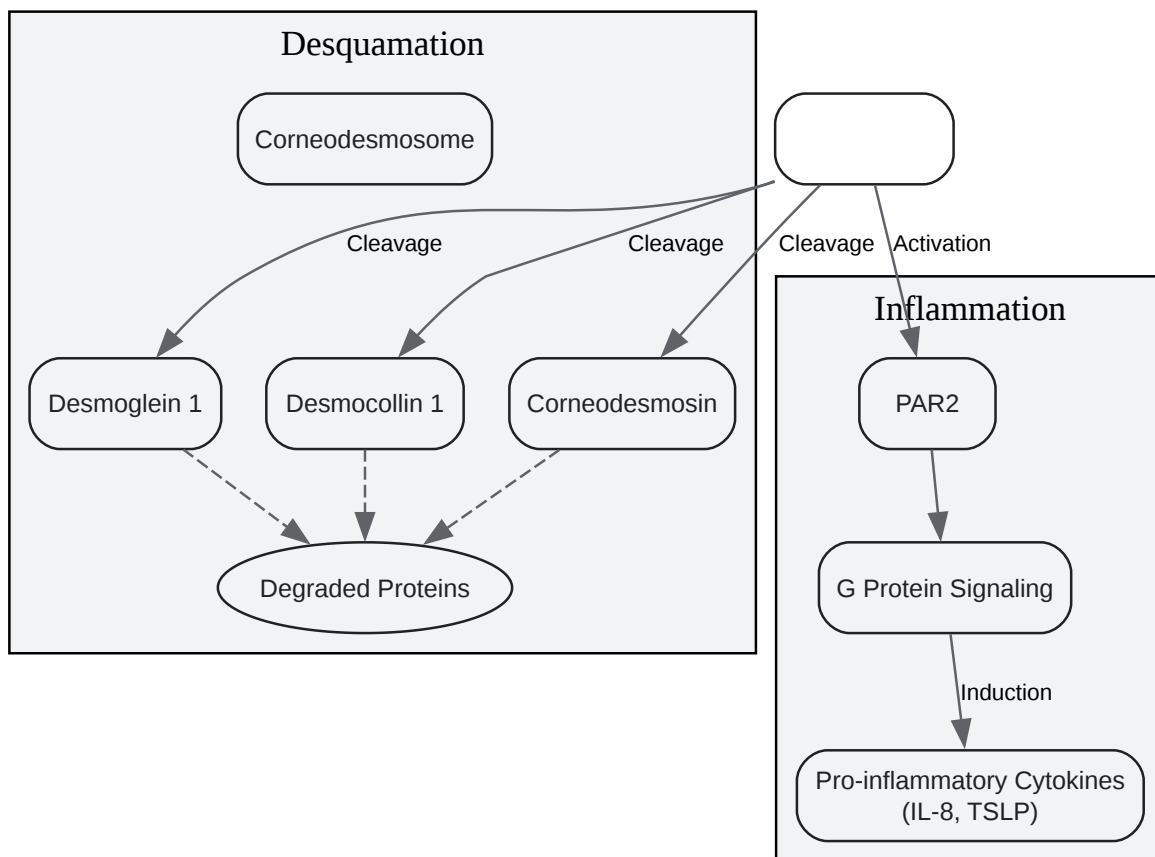 Desquamation
Corneodesmosome
Cleavage
Cleavage
Cleavage
Activation
Inflammation
Desmoglein 1
Desmocollin 1
Corneodesmosin
PAR2
Degraded Proteins
G Protein Signaling
Induction
Pro-inflammatory Cytokines
(IL-8, TSLP)